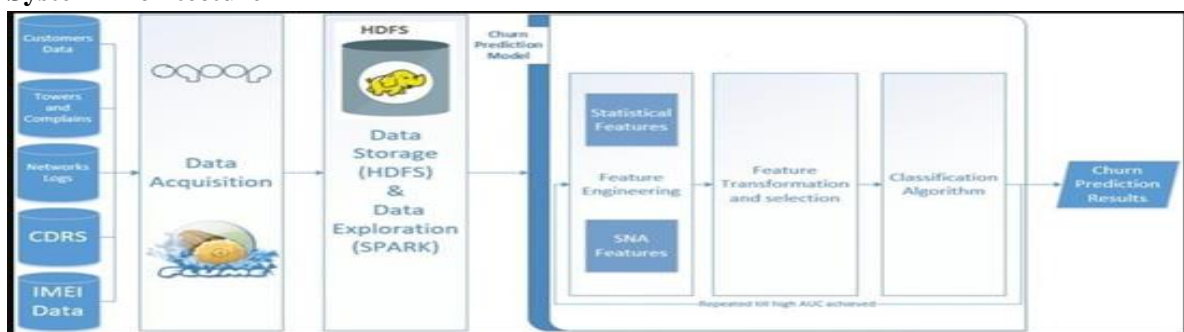 Customers
Data
Towers
and
Complains
Networks
Logs
CDRS
IMEI
Data
sqoop
Data
Acquisition
FLUME
HDFS
Data
Storage
(HDFS)
&
Data
Exploration
(SPARK)
Churn
Prediction
Model
Statistical
Features
Feature
Engineering
SNA
Features
Feature
Transformation
and selection
Classification
Algorithm
Repeated till high AUC achieved
Churn
Prediction
Results